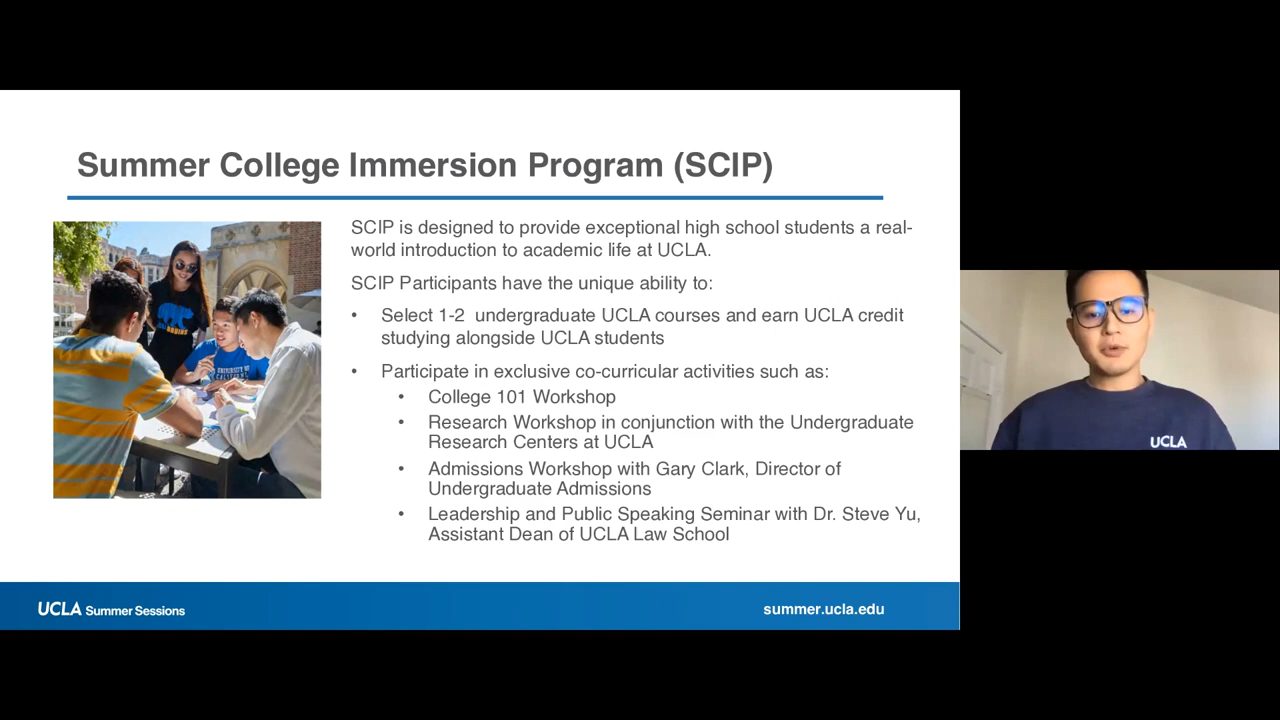 Summer College Immersion Program (SCIP)
SCIP is designed to provide exceptional high school students a real-
world introduction to academic life at UCLA.
SCIP Participants have the unique ability to:
• Select 1-2 undergraduate UCLA courses and earn UCLA credit
studying alongside UCLA students
• Participate in exclusive co-curricular activities such as:
• College 101 Workshop
• Research Workshop in conjunction with the Undergraduate
Research Centers at UCLA
• Admissions Workshop with Gary Clark, Director of
Undergraduate Admissions
• Leadership and Public Speaking Seminar with Dr. Steve Yu,
Assistant Dean of UCLA Law School
BRUINS
UNIVERSITY OF
CALIFORNIA
UCLA
UCLA Summer Sessions
summer.ucla.edu